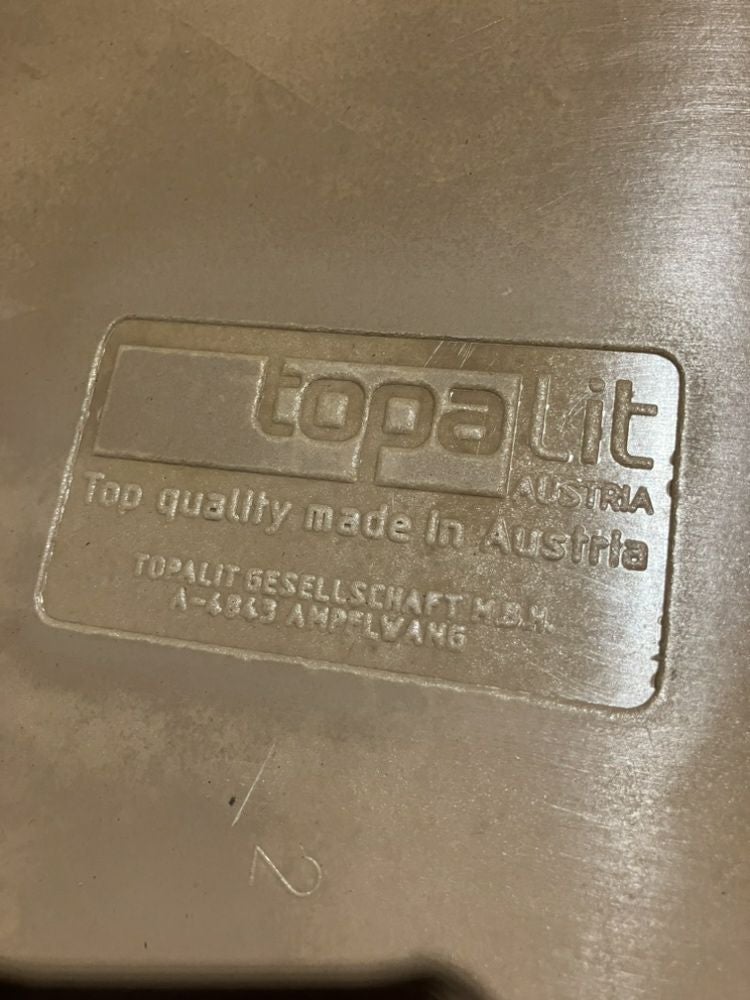 topalit
AUSTRIA
Top quality made in Austria
TOPALIT GESELLSCHAFT M.B.H.
A-4843 AMPFLWANG
2